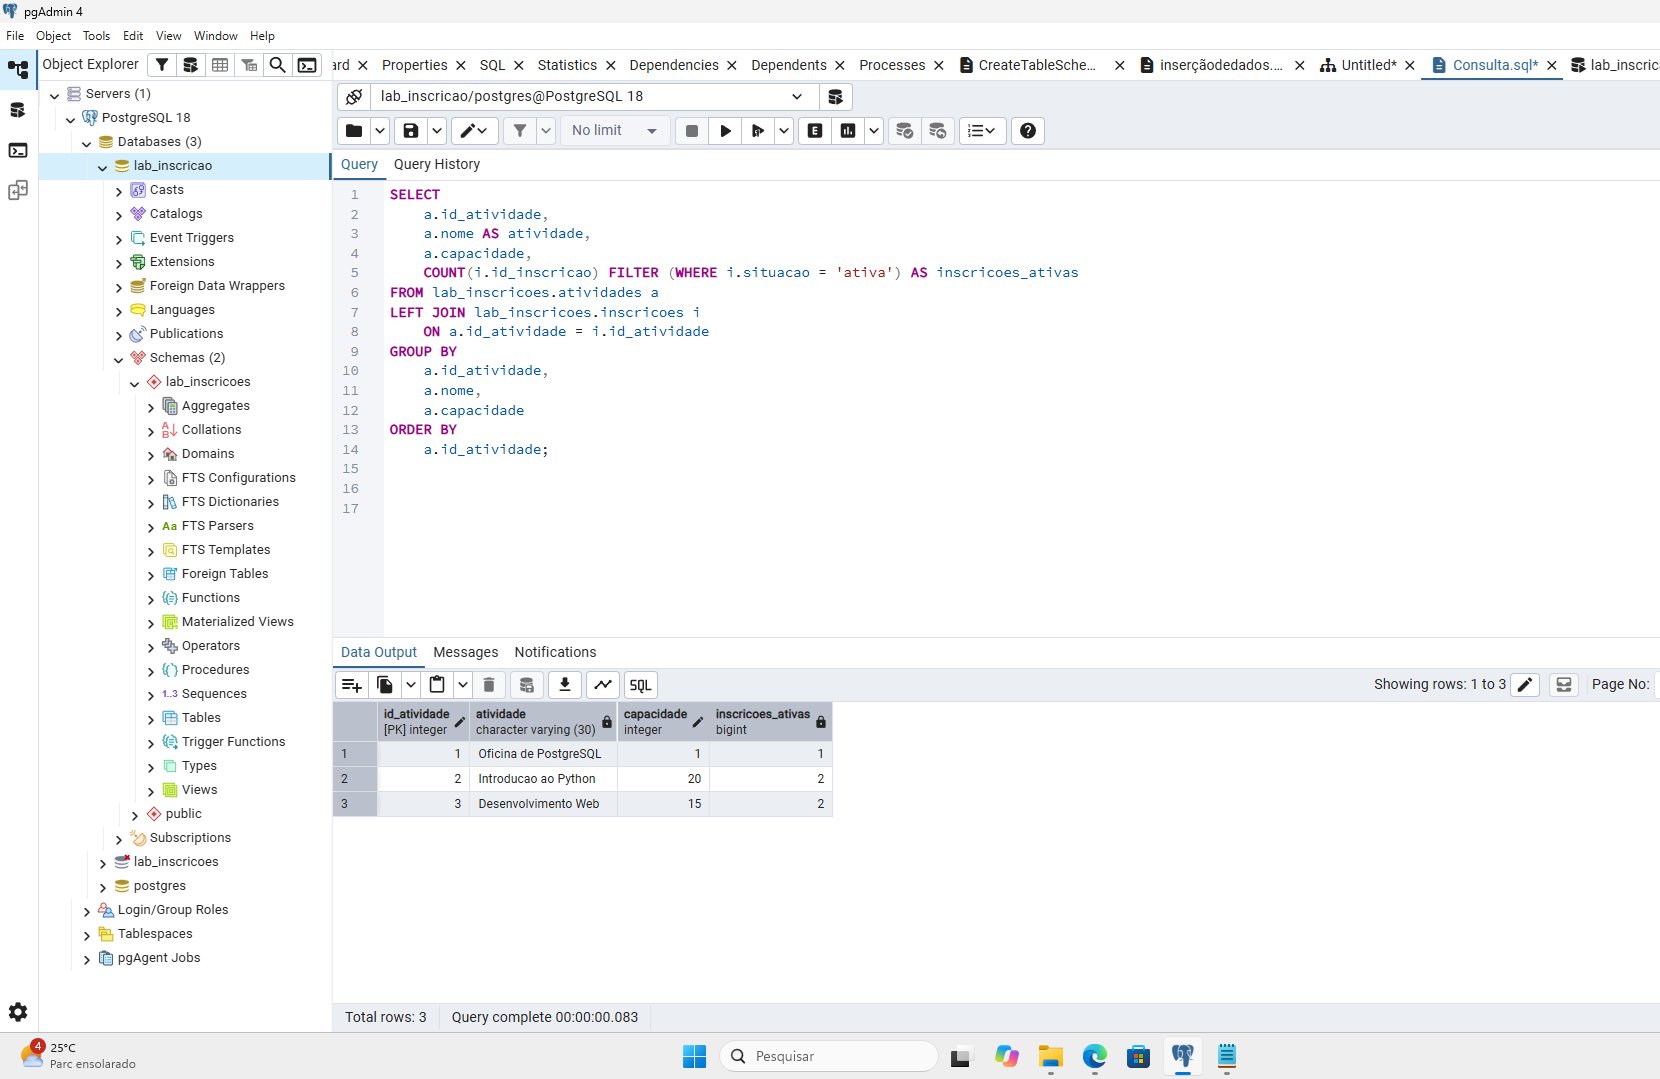 pgAdmin 4
File Object Tools Edit View Window Help
Object Explorer
ard Properties SQL Statistics Dependencies Dependents Processes CreateTableSche... inserçãodedados.... Untitled* Consulta.sql* lab_inscric
Servers (1)
PostgreSQL 18
Databases (3)
lab_inscricao
Casts
Catalogs
Event Triggers
Extensions
Foreign Data Wrappers
Languages
Publications
Schemas (2)
lab_inscricoes
Aggregates
Collations
Domains
FTS Configurations
FTS Dictionaries
FTS Parsers
FTS Templates
Foreign Tables
Functions
Materialized Views
Operators
Procedures
1..3 Sequences
Tables
Trigger Functions
Types
Views
public
Subscriptions
lab_inscricoes
postgres
Login/Group Roles
Tablespaces
pgAgent Jobs
lab_inscricao/postgres@PostgreSQL 18
No limit
Query Query History
1 SELECT
2 a.id_atividade,
3 a.nome AS atividade,
4 a.capacidade,
5 COUNT(i.id_inscricao) FILTER (WHERE i.situacao = 'ativa') AS inscricoes_ativas
6 FROM lab_inscricoes.atividades a
7 LEFT JOIN lab_inscricoes.inscricoes i
8 ON a.id_atividade = i.id_atividade
9 GROUP BY
10 a.id_atividade,
11 a.nome,
12 a.capacidade
13 ORDER BY
14 a.id_atividade;
15
16
17
Data Output Messages Notifications
SQL Showing rows: 1 to 3 Page No:
id_atividade atividade capacidade inscricoes_ativas
[PK] integer character varying (30) integer bigint
1 1 Oficina de PostgreSQL 1 1
2 2 Introducao ao Python 20 2
3 3 Desenvolvimento Web 15 2
Total rows: 3 Query complete 00:00:00.083
4 25°C
Parc ensolarado
Pesquisar